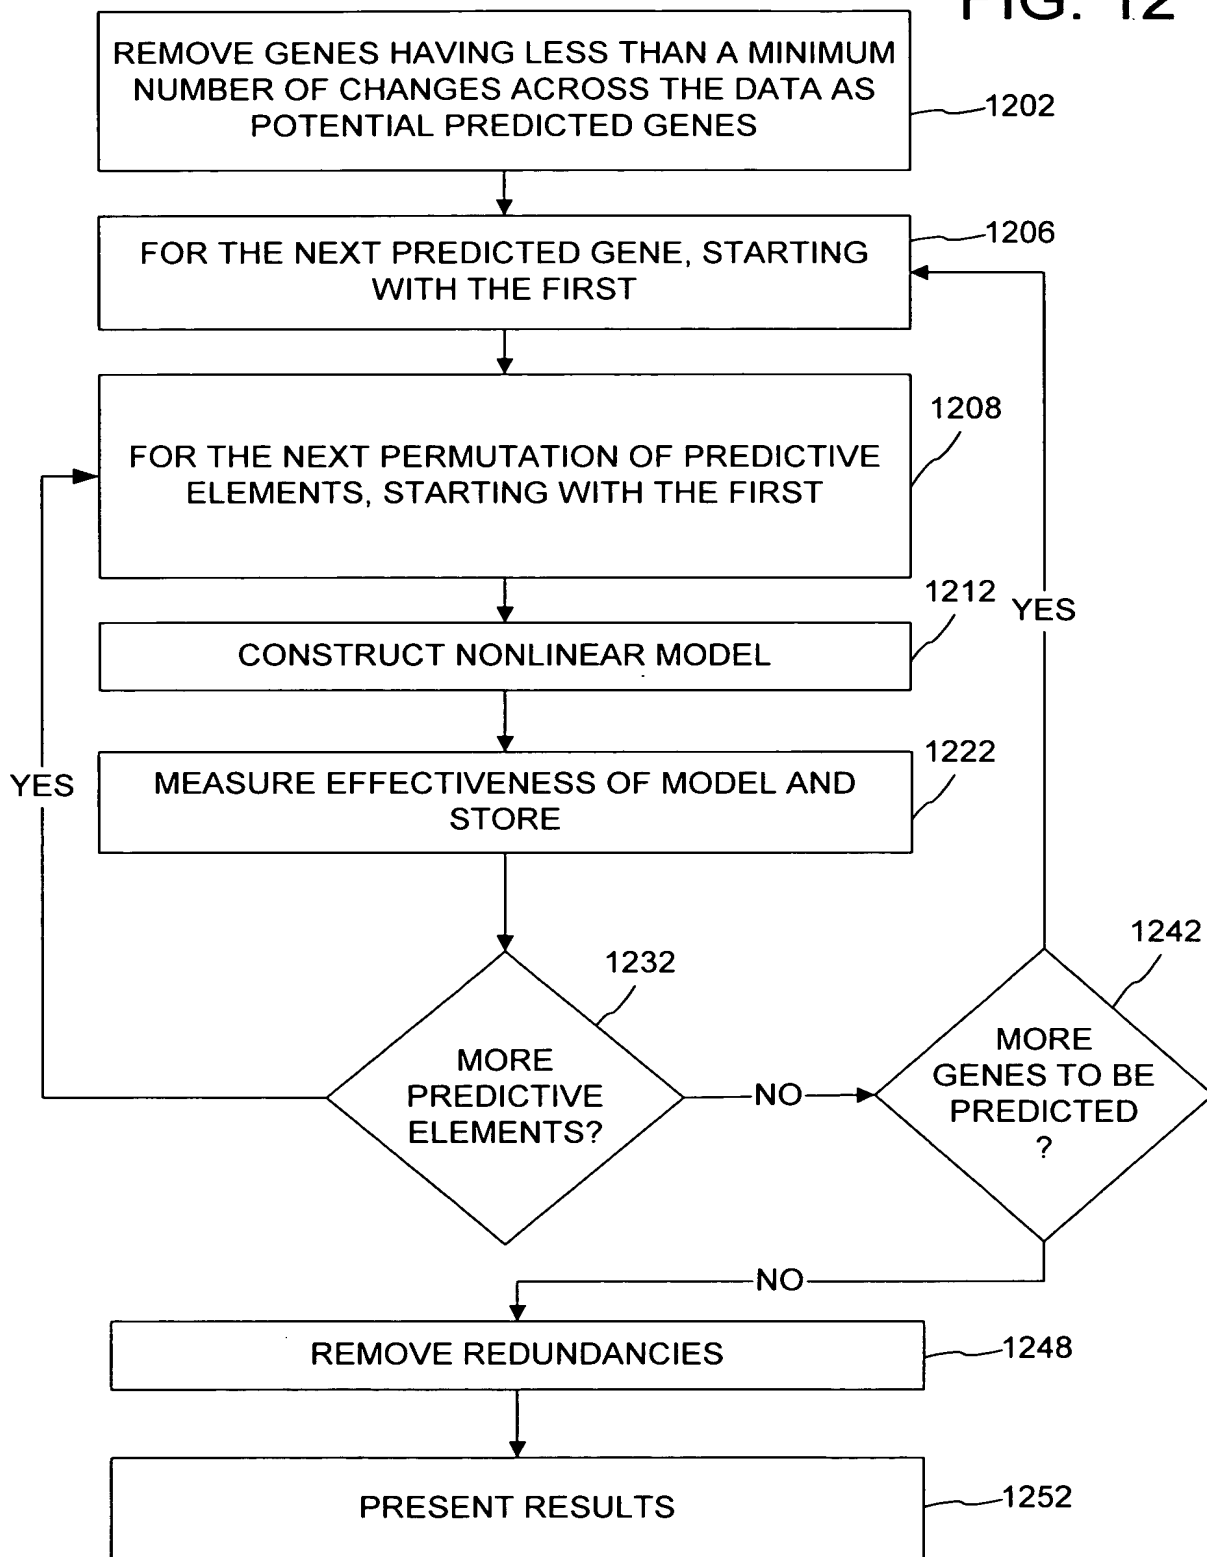 FIG. 12
REMOVE GENES HAVING LESS THAN A MINIMUM
NUMBER OF CHANGES ACROSS THE DATA AS
POTENTIAL PREDICTED GENES
1202
FOR THE NEXT PREDICTED GENE, STARTING
WITH THE FIRST
1206
FOR THE NEXT PERMUTATION OF PREDICTIVE
ELEMENTS, STARTING WITH THE FIRST
1208
CONSTRUCT NONLINEAR MODEL
1212
YES
MEASURE EFFECTIVENESS OF MODEL AND
STORE
1222
YES
MORE
PREDICTIVE
ELEMENTS?
1232
NO
MORE
GENES TO BE
PREDICTED
?
1242
NO
REMOVE REDUNDANCIES
1248
PRESENT RESULTS
1252